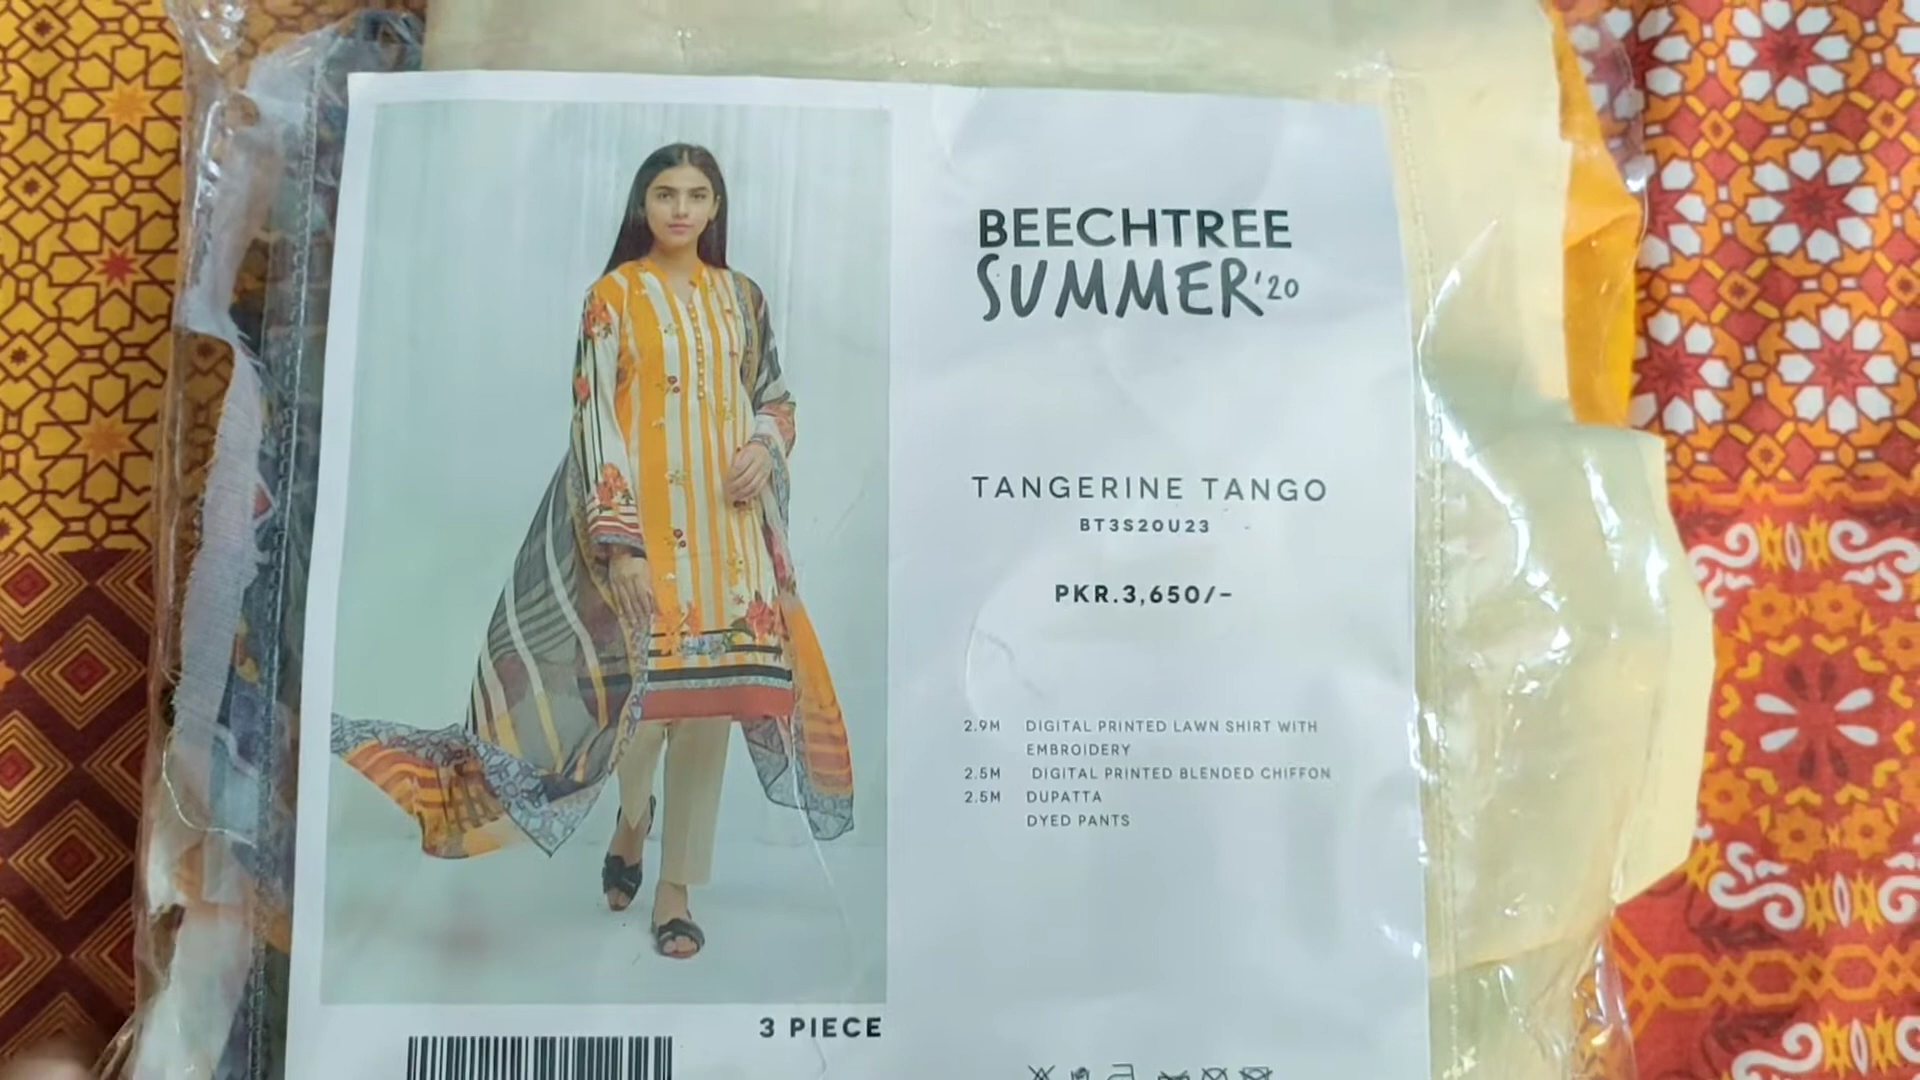 BEECHTREE
SUMMER'20
TANGERINE TANGO
BT3S20U23
PKR.3,650/-
2.9M DIGITAL PRINTED LAWN SHIRT WITH
EMBROIDERY
2.5M DIGITAL PRINTED BLENDED CHIFFON
2.5M DUPATTA
DYED PANTS
3 PIECE